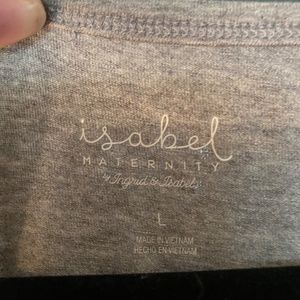 isabel
MATERNITY
by Ingrid & Isabel®
L
MADE IN VIETNAM
HECHO EN VIETNAM